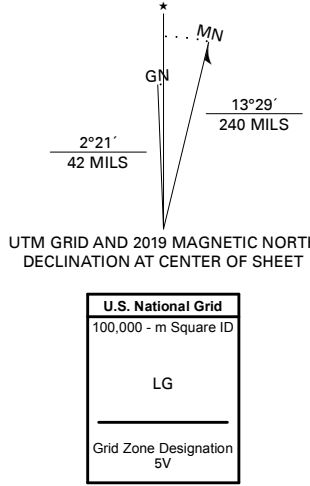 ★
MN
GN
13°29´
240 MILS
2°21´
42 MILS
UTM GRID AND 2019 MAGNETIC NORT
DECLINATION AT CENTER OF SHEET
U.S. National Grid
100,000 - m Square ID
LG
Grid Zone Designation
5V